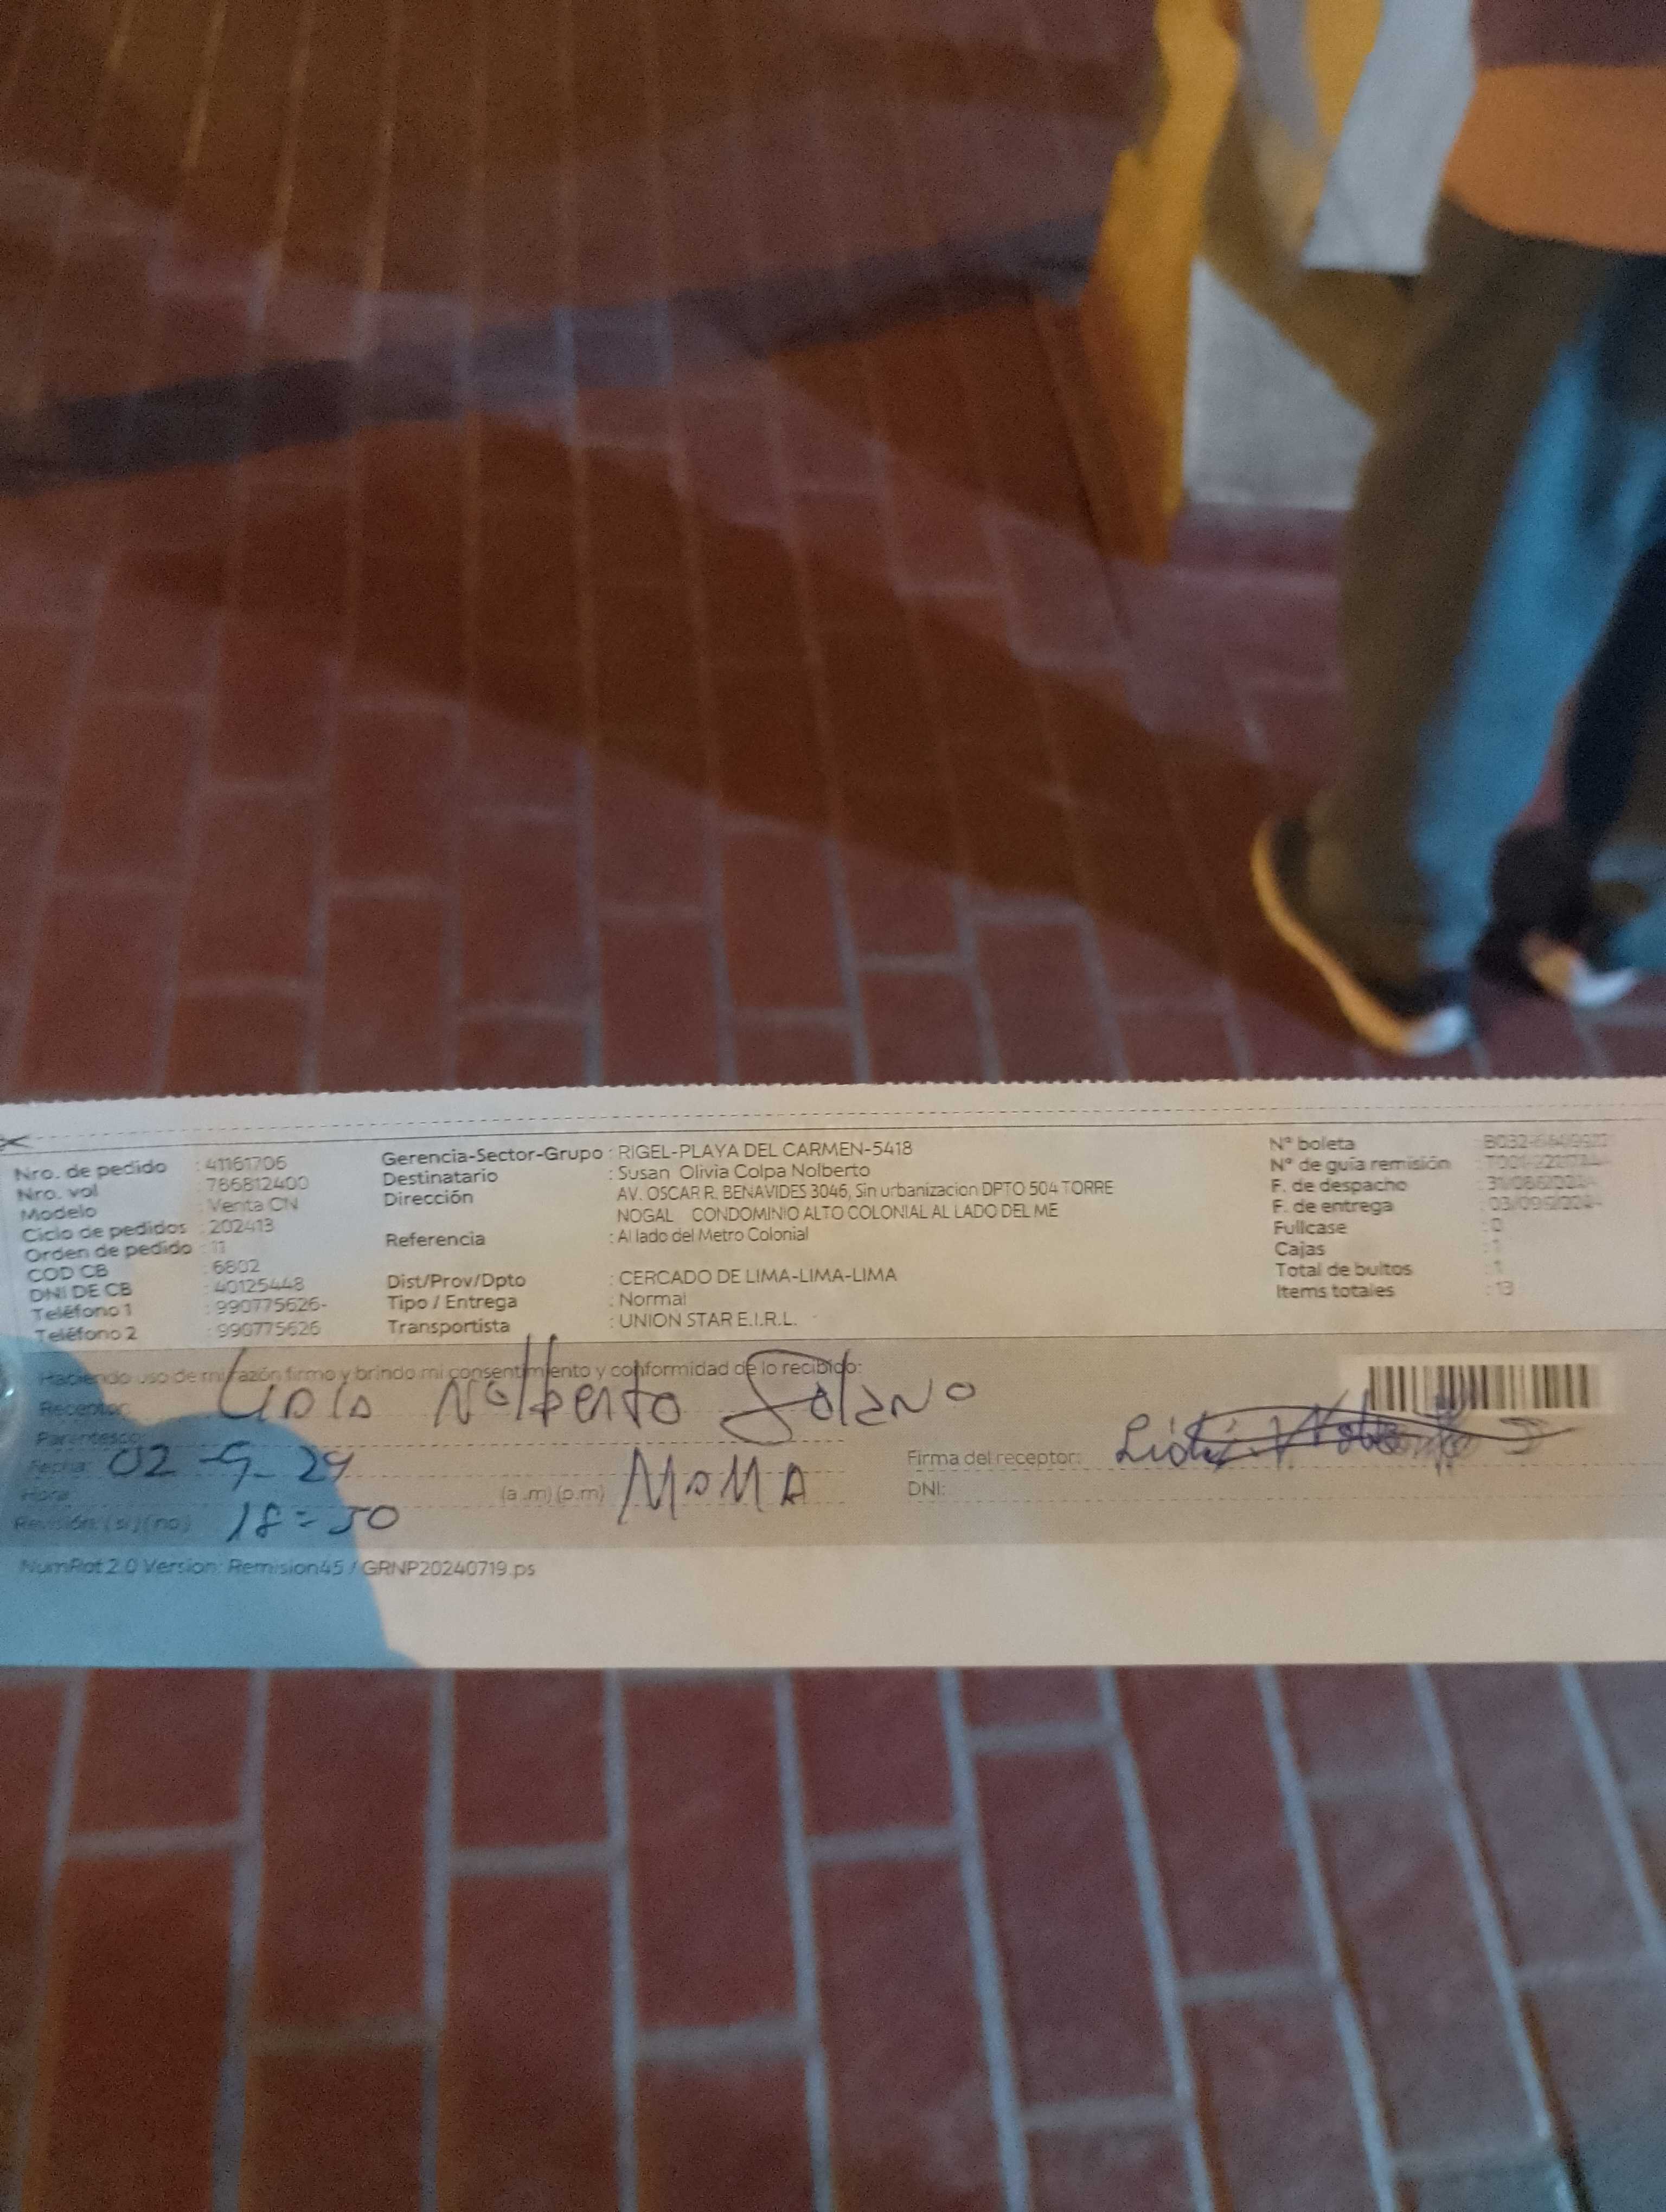 Nro. de pedido : 41161706
Nro. vol : 786812400
Modelo : Venta CN
Ciclo de pedidos : 202413
Orden de pedido : 11
COD CB : 6802
DNI DE CB : 40125448
Teléfono 1 : 990775626-
Teléfono 2 : 990775626
Gerencia-Sector-Grupo : RIGEL-PLAYA DEL CARMEN-5418
Destinatario : Susan Olivia Colpa Nolberto
Dirección : AV. OSCAR R. BENAVIDES 3046, Sin urbanizacion DPTO 504 TORRE
NOGAL CONDOMINIO ALTO COLONIAL AL LADO DEL ME
Referencia : Al lado del Metro Colonial
Dist/Prov/Dpto : CERCADO DE LIMA-LIMA-LIMA
Tipo / Entrega : Normal
Transportista : UNION STAR E.I.R.L.
Nº boleta
Nº de guia remisión
F. de despacho
F. de entrega
Fullcase : 0
Cajas : 1
Total de bultos : 1
Items totales : 13
Haciendo uso de mi razón firmo y brindo mi consentimiento y conformidad de lo recibido:
Receptor: Nolberto Solano
Parentesco:
Fecha: 02-9-24
Hora: (a.m) (p.m) MAMA
Revisión: (si) (no) 18:50
Firma del receptor:
DNI:
NumRot 2.0 Version: Remision45 / GRNP20240719.ps